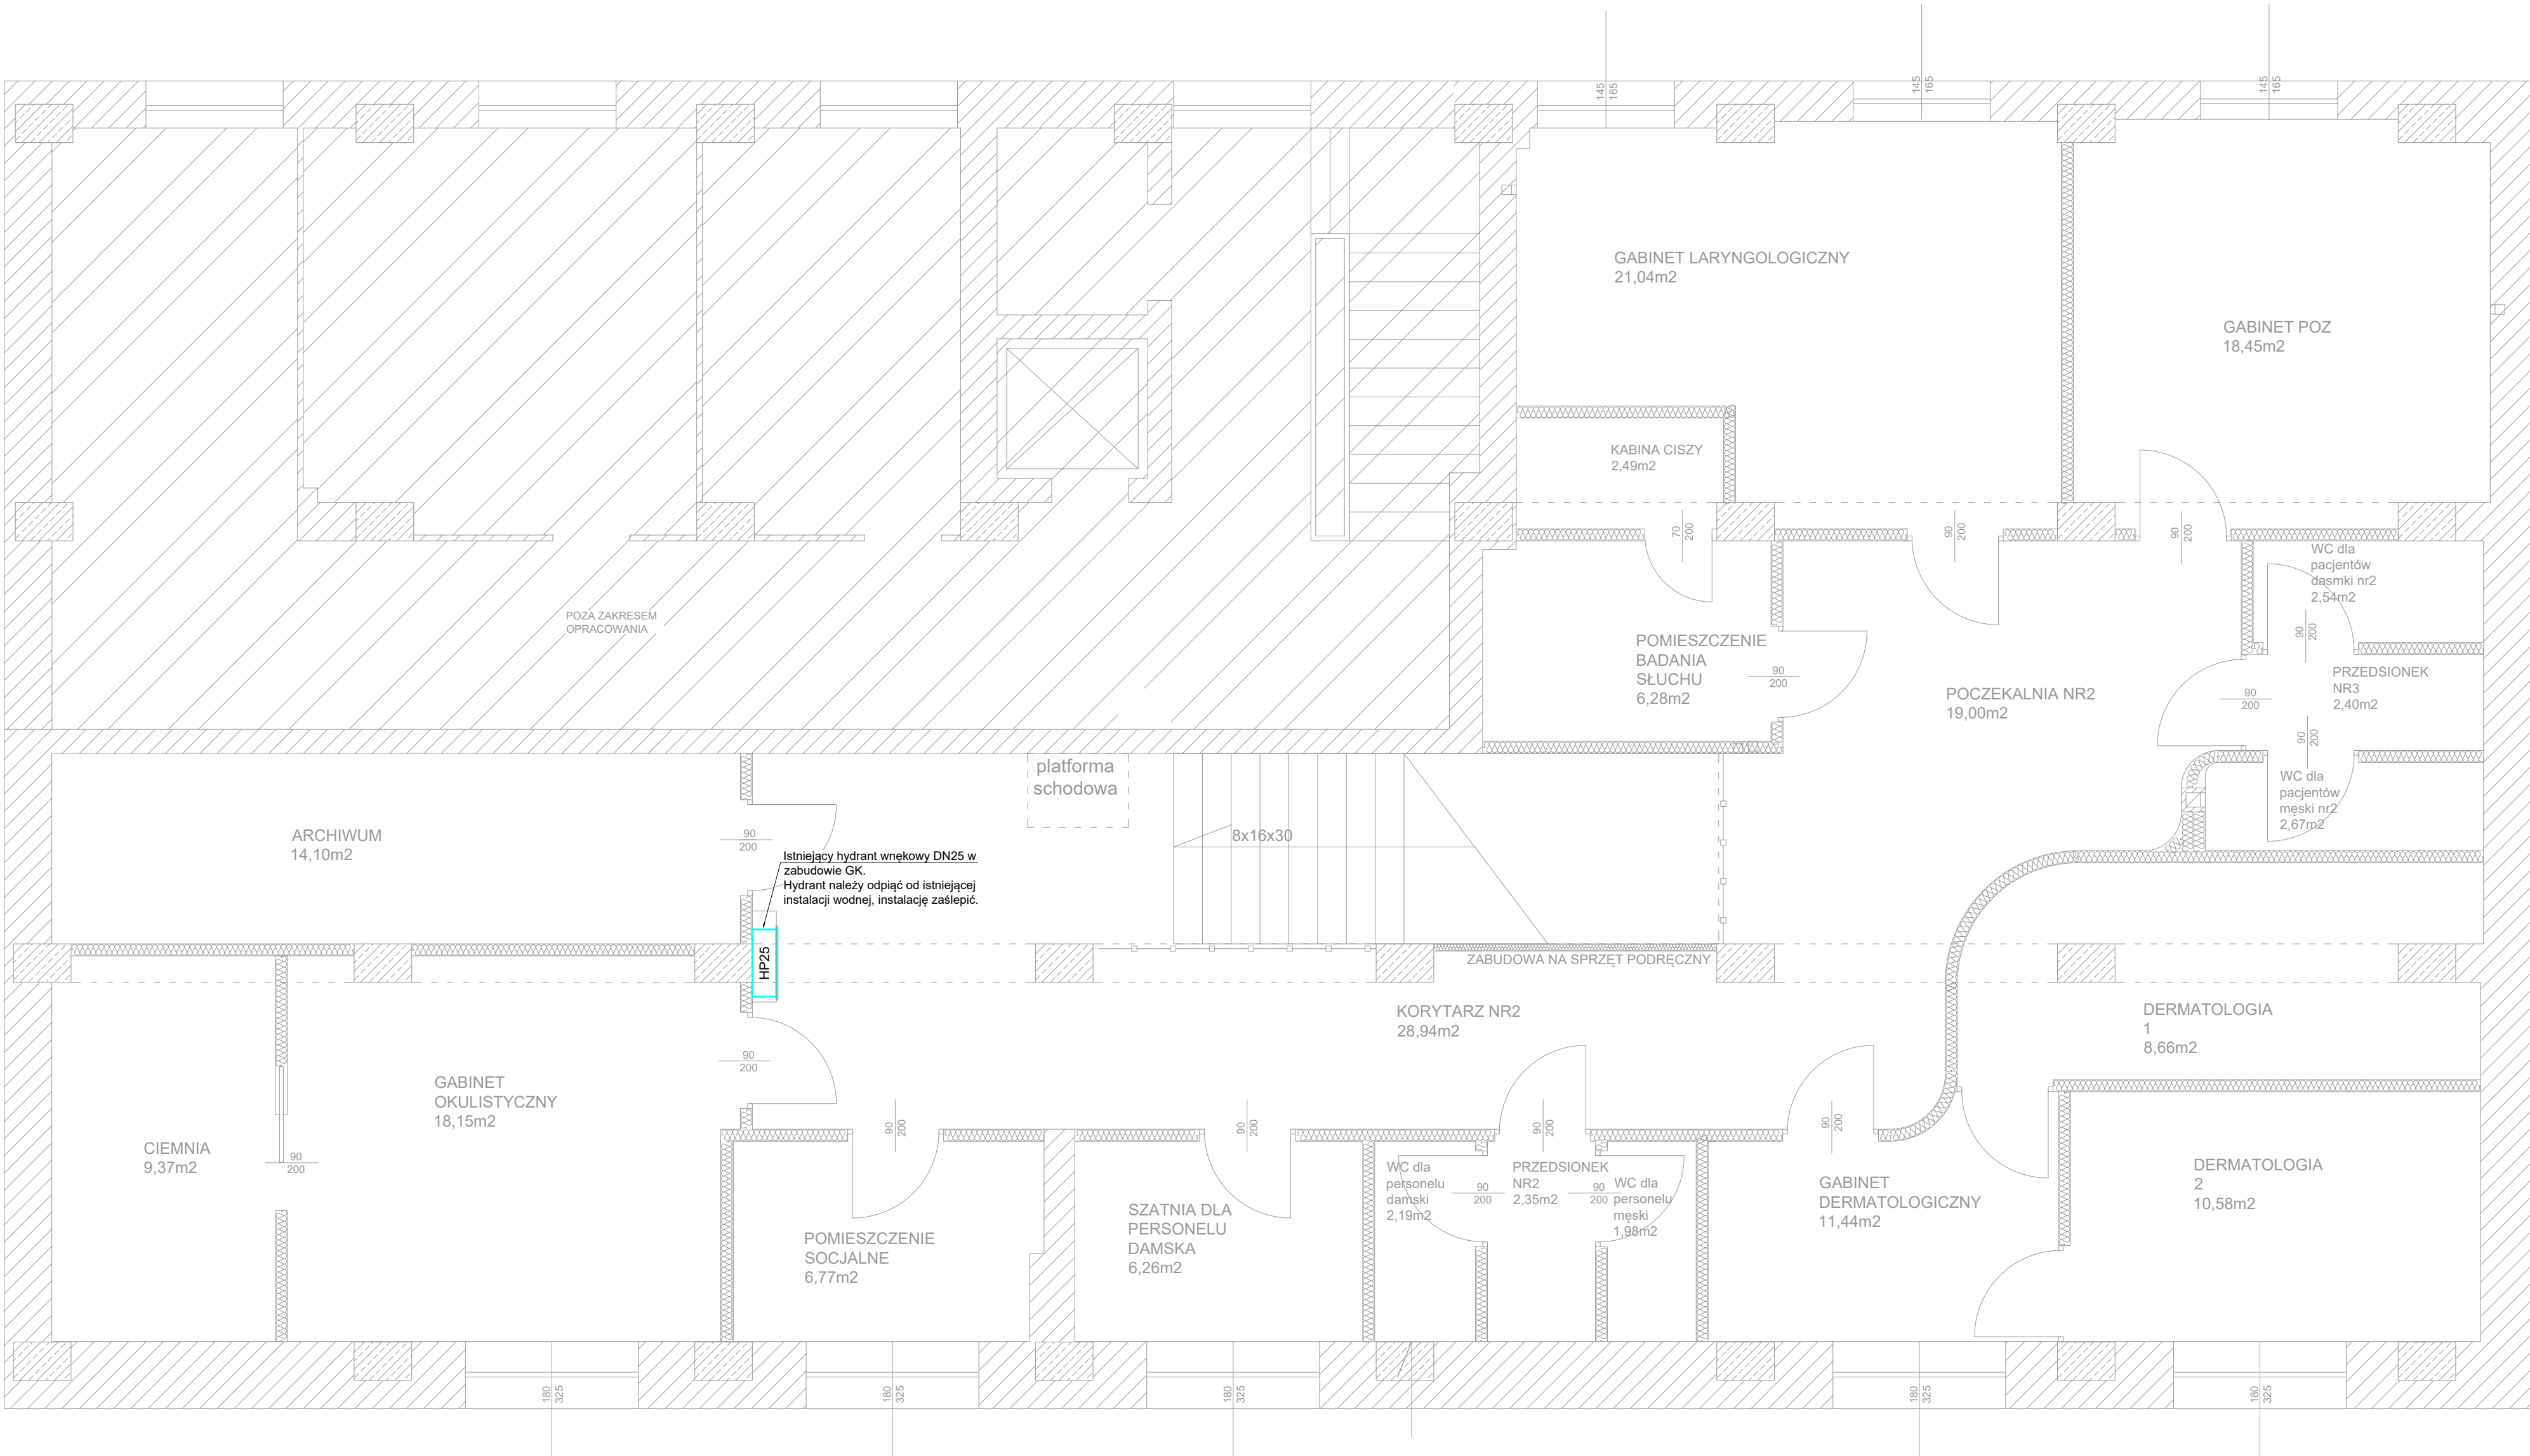 145
165
145
165
145
165
GABINET LARYNGOLOGICZNY
21,04m2
GABINET POZ
18,45m2
KABINA CISZY
2,49m2
70
200
90
200
90
200
WC dla
pacjentów
dasmki nr2
2,54m2
POZA ZAKRESEM
OPRACOWANIA
90
200
POMIESZCZENIE
BADANIA
SŁUCHU
6,28m2
90
200
POCZEKALNIA NR2
19,00m2
90
200
PRZEDSIONEK
NR3
2,40m2
90
200
platforma
schodowa
WC dla
pacjentów
męski nr2
2,67m2
ARCHIWUM
14,10m2
90
200
8x16x30
Istniejący hydrant wnękowy DN25 w
zabudowie GK.
Hydrant należy odpiąć od istniejącej
instalacji wodnej, instalację zaślepić.
HP25
ZABUDOWA NA SPRZĘT PODRĘCZNY
KORYTARZ NR2
28,94m2
DERMATOLOGIA
1
8,66m2
90
200
GABINET
OKULISTYCZNY
18,15m2
CIEMNIA
9,37m2
90
200
90
200
90
200
90
200
90
200
WC dla
personelu
damski
2,19m2
90
200
PRZEDSIONEK
NR2
2,35m2
90
200
WC dla
personelu
męski
1,98m2
GABINET
DERMATOLOGICZNY
11,44m2
DERMATOLOGIA
2
10,58m2
SZATNIA DLA
PERSONELU
DAMSKA
6,26m2
POMIESZCZENIE
SOCJALNE
6,77m2
180
325
180
325
180
325
180
325
180
325